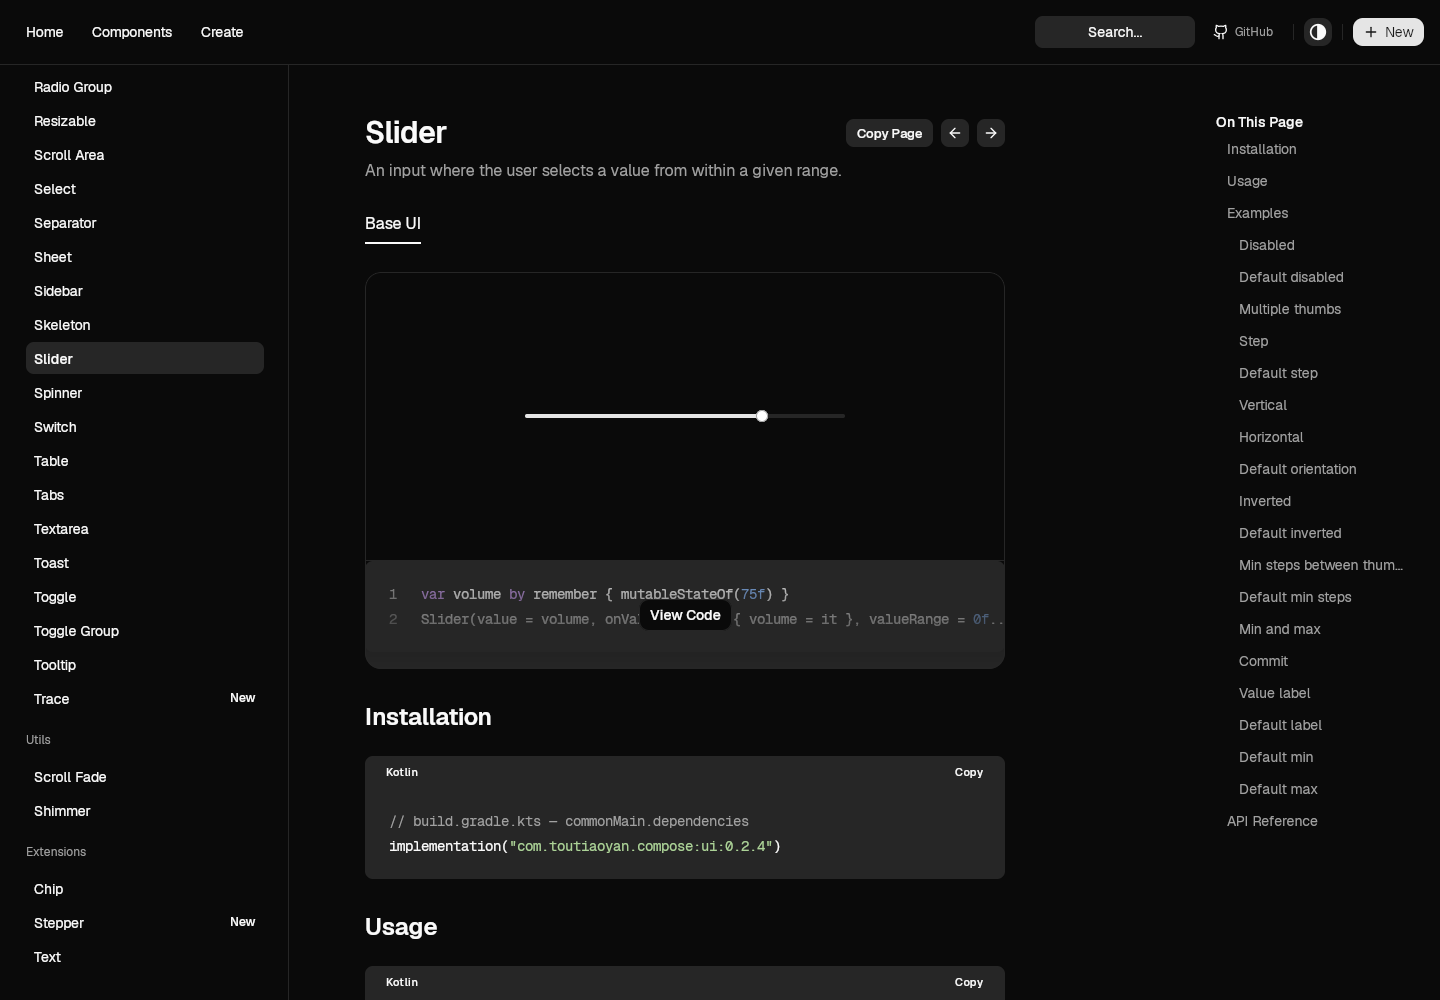 Home
Components
Create
Search...
GitHub
New
Radio Group
Resizable
Scroll Area
Select
Separator
Sheet
Sidebar
Skeleton
Slider
Spinner
Switch
Table
Tabs
Textarea
Toast
Toggle
Toggle Group
Tooltip
Trace New
Utils
Scroll Fade
Shimmer
Extensions
Chip
Stepper New
Text
Slider
Copy Page
An input where the user selects a value from within a given range.
Base UI
1 var volume by remember { mutableStateOf(75f) }
2 Slider(value = volume, onVal { volume = it }, valueRange = 0f..
View Code
Installation
Kotlin Copy
// build.gradle.kts — commonMain.dependencies
implementation("com.toutiaoyan.compose:ui:0.2.4")
Usage
Kotlin Copy
On This Page
Installation
Usage
Examples
Disabled
Default disabled
Multiple thumbs
Step
Default step
Vertical
Horizontal
Default orientation
Inverted
Default inverted
Min steps between thum...
Default min steps
Min and max
Commit
Value label
Default label
Default min
Default max
API Reference